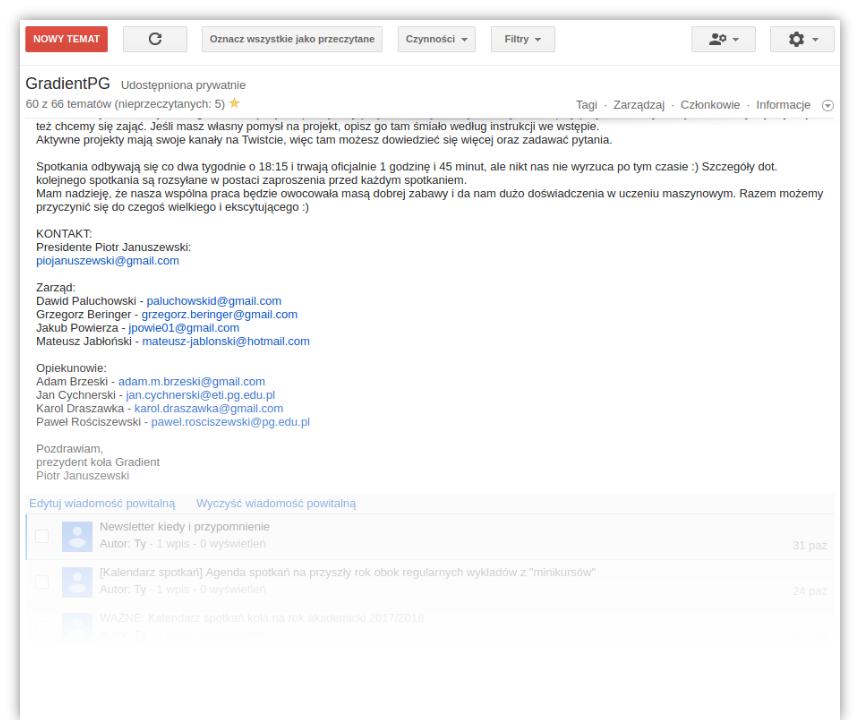 NOWY TEMAT
Oznacz wszystkie jako przeczytane
Czynności
Filtry
GradientPG Udostępniona prywatnie
60 z 66 tematów (nieprzeczytanych: 5)
Tagi · Zarządzaj · Członkowie · Informacje
też chcemy się zająć. Jeśli masz własny pomysł na projekt, opisz go tam śmiało według instrukcji we wstępie.
Aktywne projekty mają swoje kanały na Twistcie, więc tam możesz dowiedzieć się więcej oraz zadawać pytania.
Spotkania odbywają się co dwa tygodnie o 18:15 i trwają oficjalnie 1 godzinę i 45 minut, ale nikt nas nie wyrzuca po tym czasie :) Szczegóły dot.
kolejnego spotkania są rozsyłane w postaci zaproszenia przed każdym spotkaniem.
Mam nadzieję, że nasza wspólna praca będzie owocowała masą dobrej zabawy i da nam dużo doświadczenia w uczeniu maszynowym. Razem możemy
przyczynić się do czegoś wielkiego i ekscytującego :)
KONTAKT:
Presidente Piotr Januszewski:
piojanuszewski@gmail.com
Zarząd:
Dawid Paluchowski - paluchowskid@gmail.com
Grzegorz Beringer - grzegorz.beringer@gmail.com
Jakub Powierza - jpowie01@gmail.com
Mateusz Jabłoński - mateusz-jablonski@hotmail.com
Opiekunowie:
Adam Brzeski - adam.m.brzeski@gmail.com
Jan Cychnerski - jan.cychnerski@eti.pg.edu.pl
Karol Draszawka - karol.draszawka@gmail.com
Paweł Rościszewski - pawel.rosciszewski@pg.edu.pl
Pozdrawiam,
prezydent koła Gradient
Piotr Januszewski
Edytuj wiadomość powitalną Wyczyść wiadomość powitalną
Newsletter kiedy i przypomnienie
Autor: Ty - 1 wpis - 0 wyświetleń
31 paź
[Kalendarz spotkań] Agenda spotkań na przyszły rok obok regularnych wykładów z "minikursów"
Autor: Ty - 1 wpis - 0 wyświetleń
24 paź
WAŻNE: Kalendarz spotkań koła na rok akademicki 2017/2018